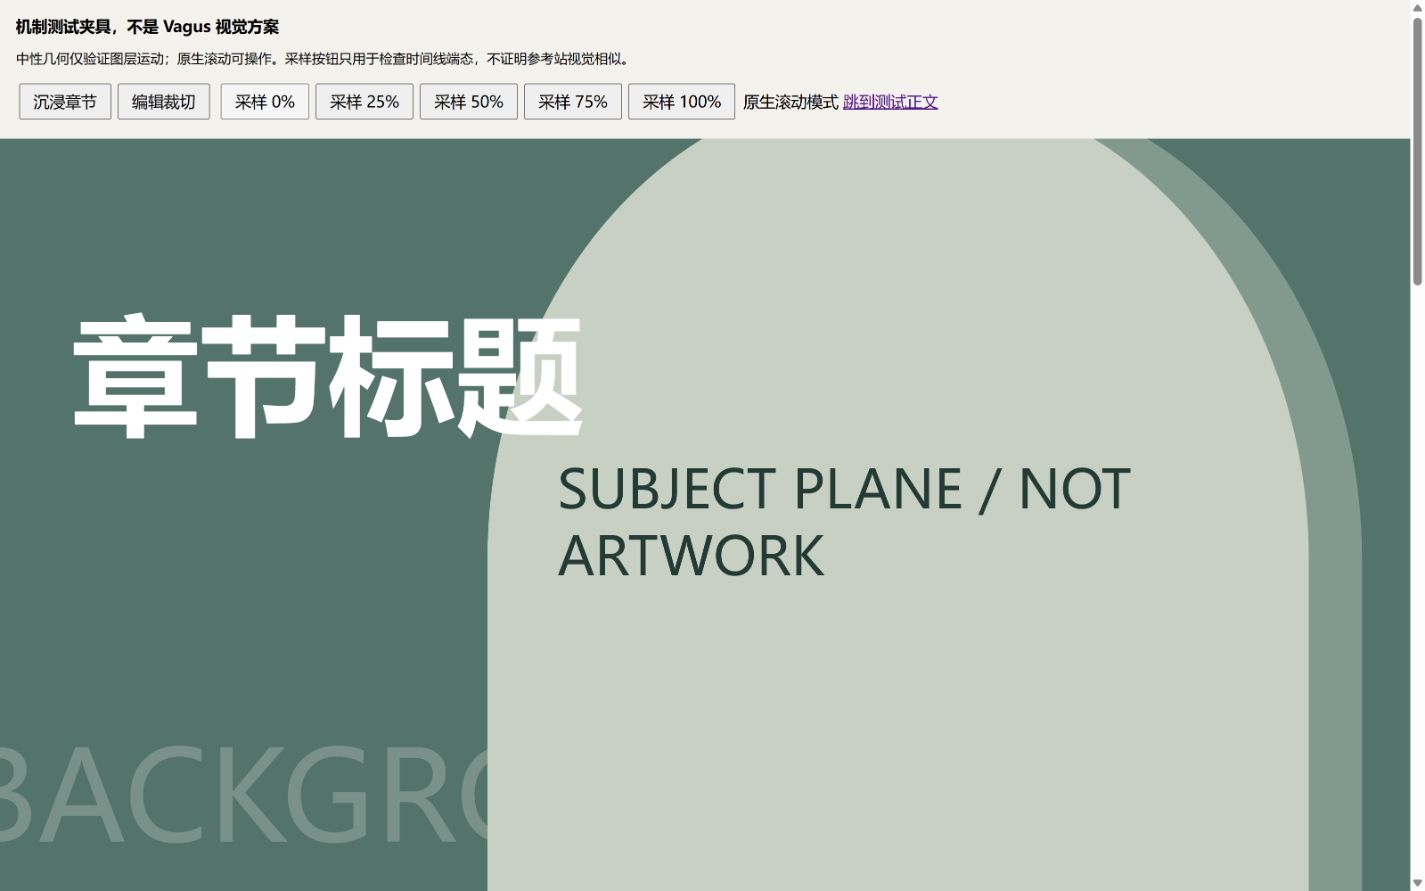 机制测试夹具，不是 Vagus 视觉方案
中性几何仅验证图层运动；原生滚动可操作。采样按钮只用于检查时间线端态，不证明参考站视觉相似。
沉浸章节 编辑裁切 采样 0% 采样 25% 采样 50% 采样 75% 采样 100% 原生滚动模式 跳到测试正文
章节标题
SUBJECT PLANE / NOT
ARTWORK
BACKGRO